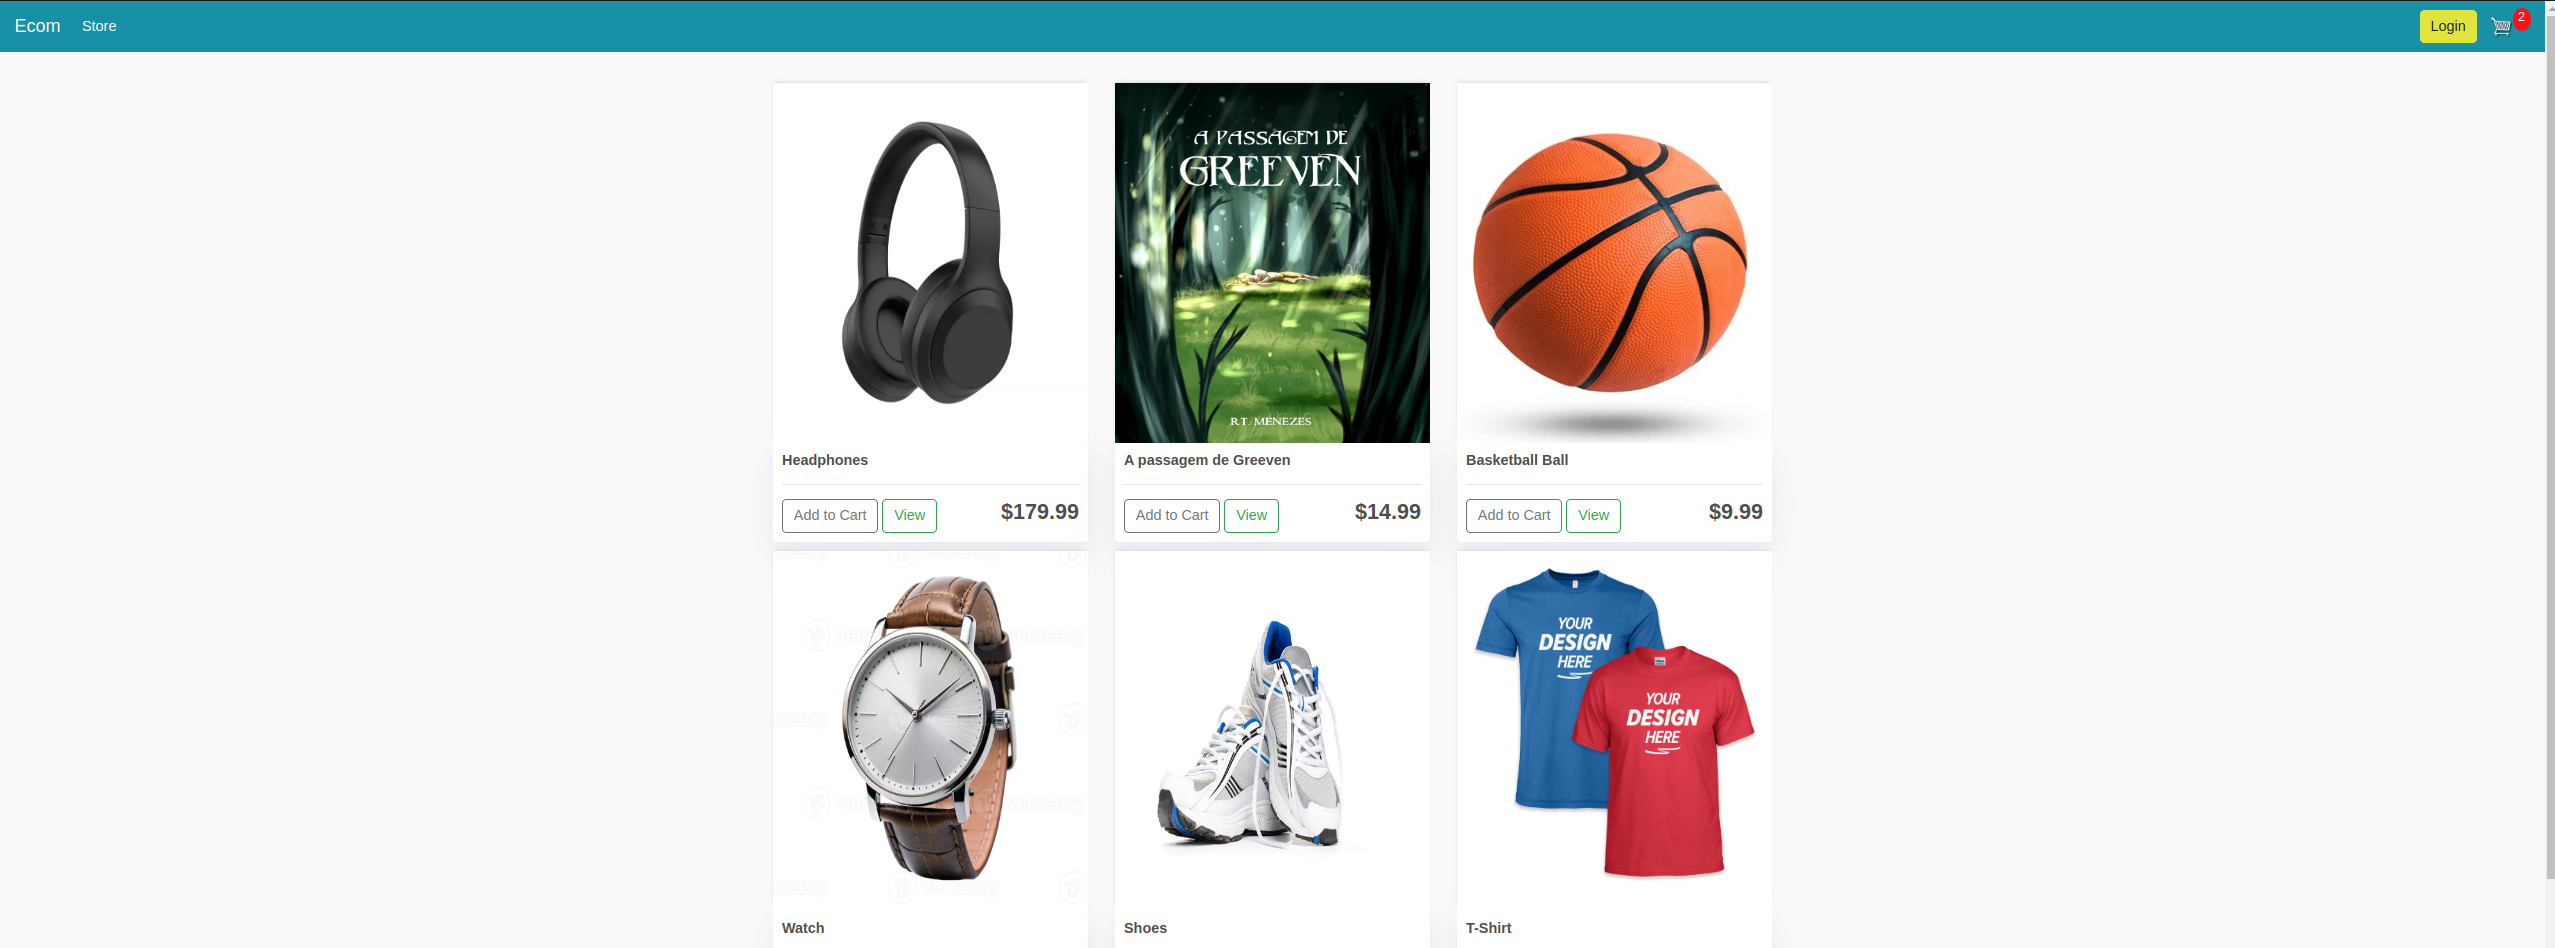 Ecom Store Login 2
A PASSAGEM DE
GREEVEN
R.T. MENEZES
Headphones
Add to Cart View $179.99
A passagem de Greeven
Add to Cart View $14.99
Basketball Ball
Add to Cart View $9.99
Vecteezy
Watch
Shoes
YOUR
DESIGN
HERE
YOUR
DESIGN
HERE
T-Shirt